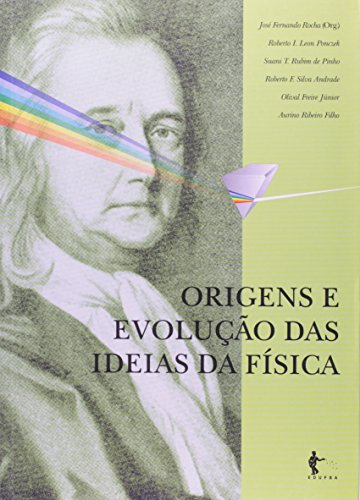 José Fernando Rocha (Org)
Roberto I. Leon Ponczek
Suani T. Rubim de Pinho
Roberto F. Silva Andrade
Olival Freire Júnior
Aurino Ribeiro Filho
ORIGENS E
EVOLUÇÃO DAS
IDEIAS DA FÍSICA
EDUFBA